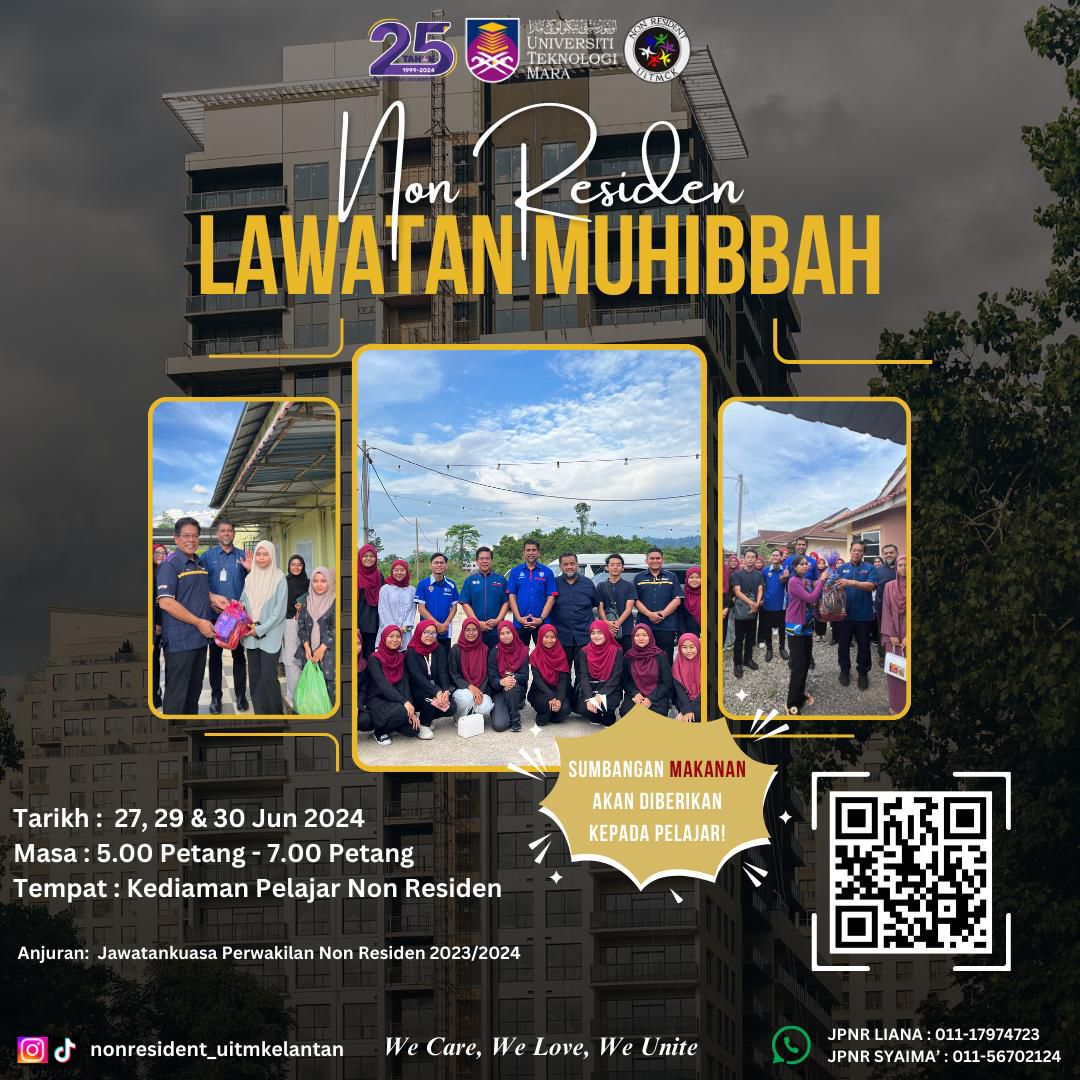 25
TAHUN
1999-2024
UNIVERSITI
TEKNOLOGI
MARA
NON RESIDENT
UITMCK
Non Residen
LAWATAN MUHIBBAH
SUMBANGAN MAKANAN
AKAN DIBERIKAN
KEPADA PELAJAR!
Tarikh : 27, 29 & 30 Jun 2024
Masa : 5.00 Petang - 7.00 Petang
Tempat : Kediaman Pelajar Non Residen
Anjuran: Jawatankuasa Perwakilan Non Residen 2023/2024
nonresident_uitmkelantan
We Care, We Love, We Unite
JPNR LIANA : 011-17974723
JPNR SYAIMA’ : 011-56702124